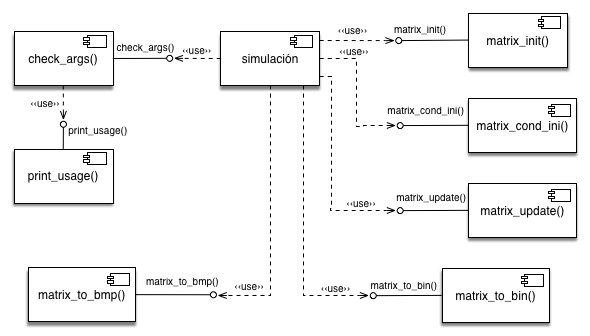 ‹‹use››
matrix_init()
matrix_init()
check_args()
check_args()
‹‹use››
simulación
‹‹use››
‹‹use››
matrix_cond_ini()
matrix_cond_ini()
print_usage()
print_usage()
‹‹use››
matrix_update()
matrix_update()
matrix_to_bmp()
matrix_to_bmp()
‹‹use››
‹‹use››
matrix_to_bin()
matrix_to_bin()